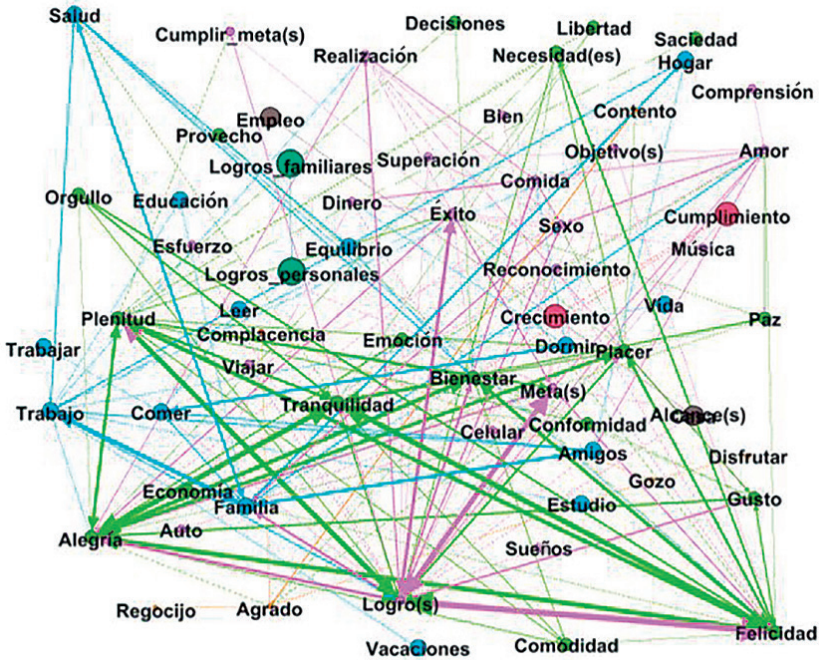 Salud
Decisiones
Libertad
Cumplir_meta(s)
Saciedad
Realización
Necesidad(es)
Hogar
Comprensión
Bien
Contento
Empleo
Provecho
Objetivo(s)
Amor
Superación
Logros_familiares
Comida
Orgullo
Educación
Dinero
Éxito
Cumplimiento
Sexo
Esfuerzo
Equilibrio
Música
Logros_personales
Reconocimiento
Leer
Vida
Plenitud
Crecimiento
Paz
Complacencia
Emoción
Trabajar
Dormir
Placer
Viajar
Bienestar
Meta(s)
Tranquilidad
Trabajo
Comer
Alcance(s)
Conformidad
Celular
Amigos
Disfrutar
Gozo
Economía
Familia
Estudio
Gusto
Auto
Alegría
Sueños
Regocijo
Agrado
Logro(s)
Felicidad
Vacaciones
Comodidad